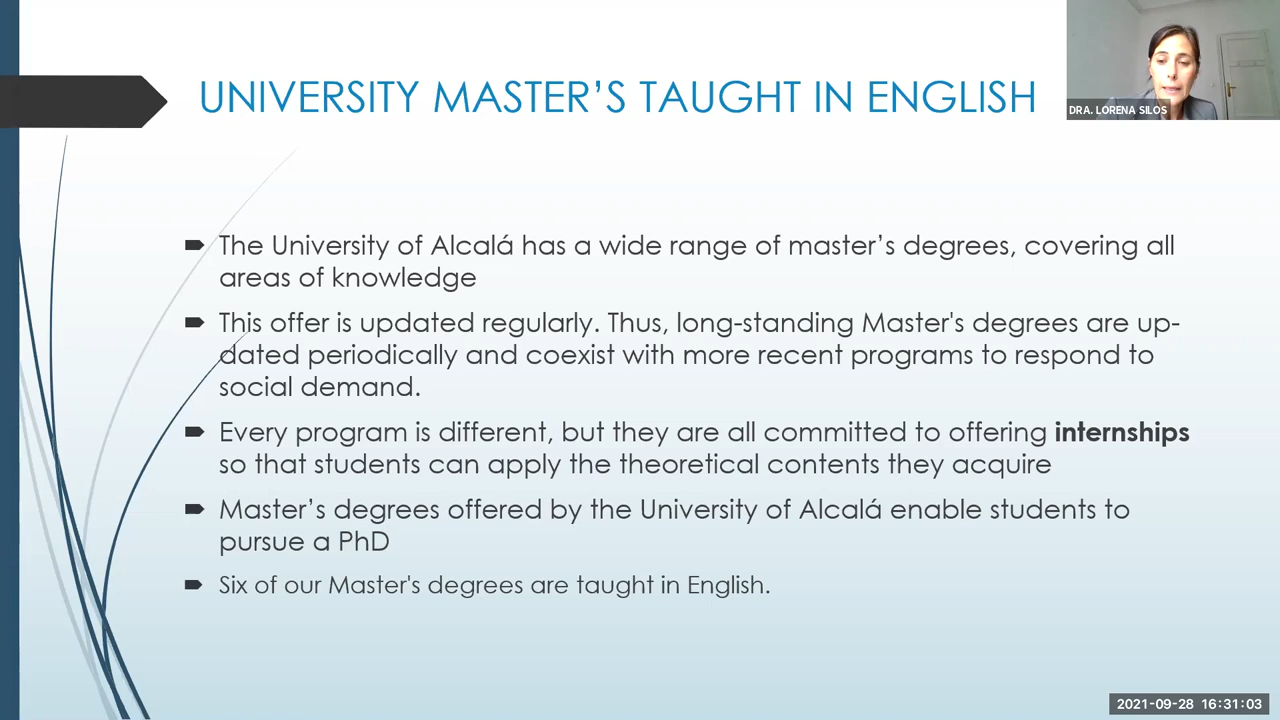 UNIVERSITY MASTER’S TAUGHT IN ENGLISH
DRA. LORENA SILOS
The University of Alcalá has a wide range of master’s degrees, covering all
areas of knowledge
This offer is updated regularly. Thus, long-standing Master's degrees are up-
dated periodically and coexist with more recent programs to respond to
social demand.
Every program is different, but they are all committed to offering internships
so that students can apply the theoretical contents they acquire
Master’s degrees offered by the University of Alcalá enable students to
pursue a PhD
Six of our Master's degrees are taught in English.
2021-09-28 16:31:03